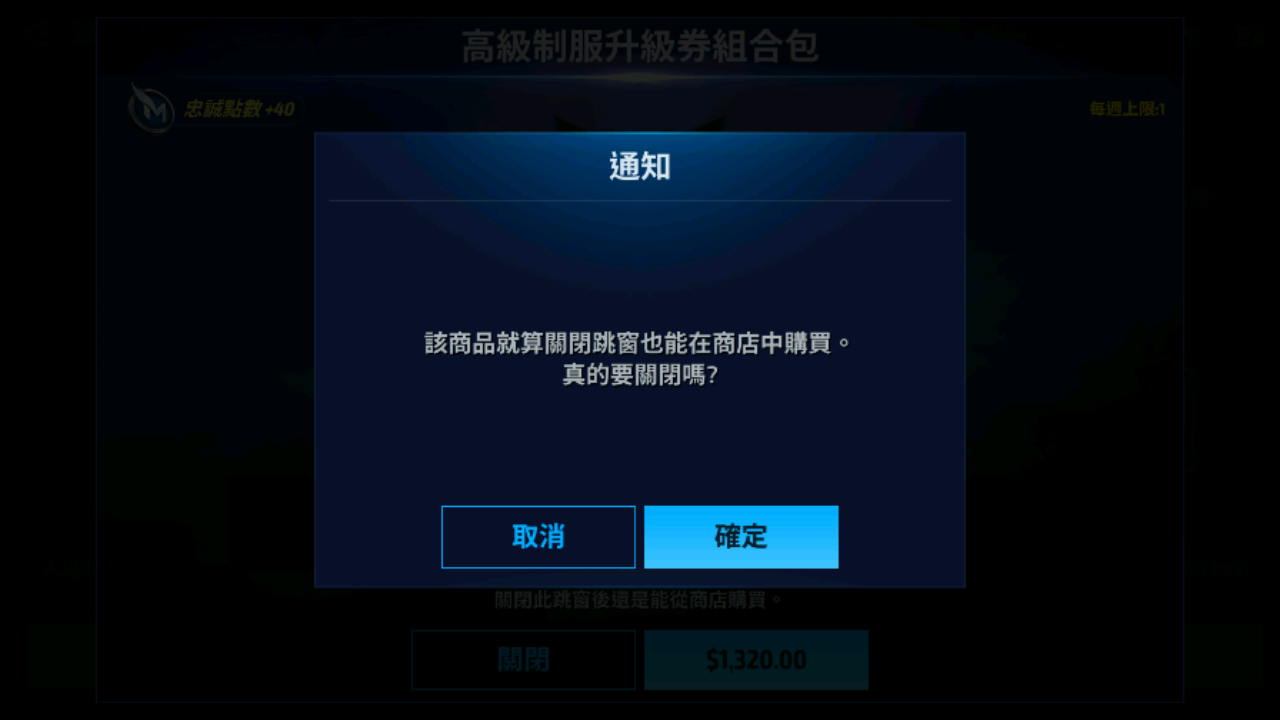 高級制服升級券組合包
忠誠點數 +40
每週上限:1
通知
該商品就算關閉跳窗也能在商店中購買。
真的要關閉嗎?
取消
確定
關閉此跳窗後還是能從商店購買。
關閉
$1,320.00